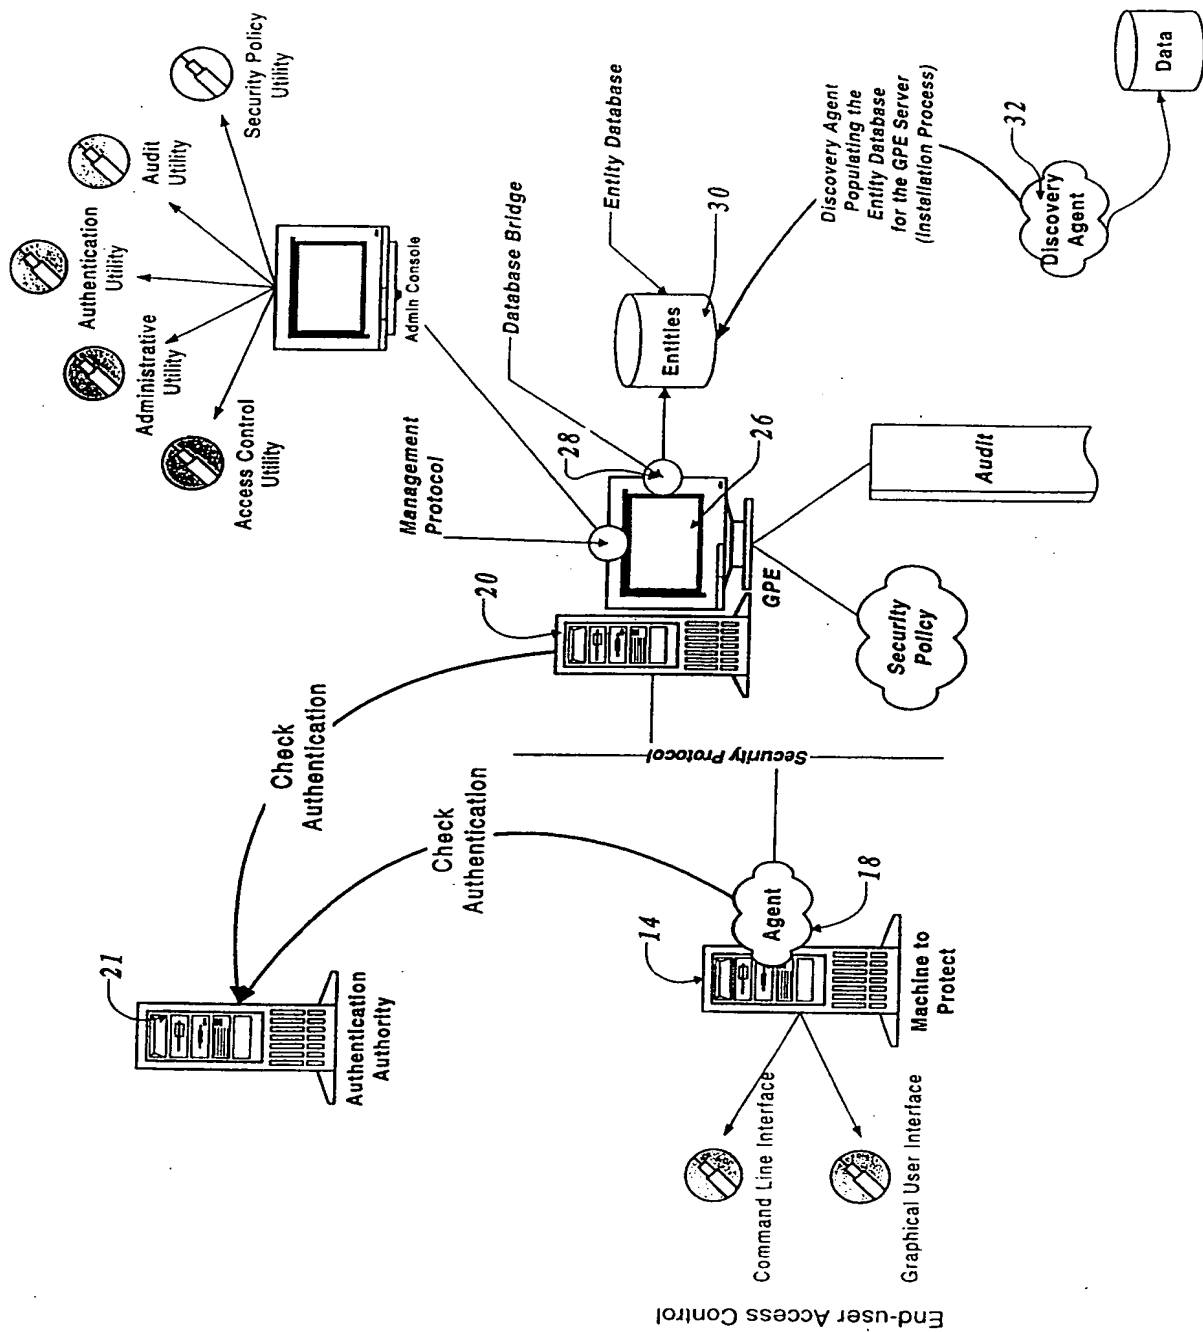 21
Authentication
Authority
Check
Authentication
Check
Authentication
Access Control
Utility
Administrative
Utility
Authentication
Utility
Audit
Utility
Security Policy
Utility
Admin Console
Management
Protocol
28
Database Bridge
Entity Database
20
26
GPE
Entities
30
Discovery Agent
Populating the
Entity Database
for the GPE Server
(Installation Process)
32
Discovery
Agent
Data
Security
Policy
Audit
Security Protocol
14
Agent
18
Machine to
Protect
Command Line Interface
Graphical User Interface
End-user Access Control